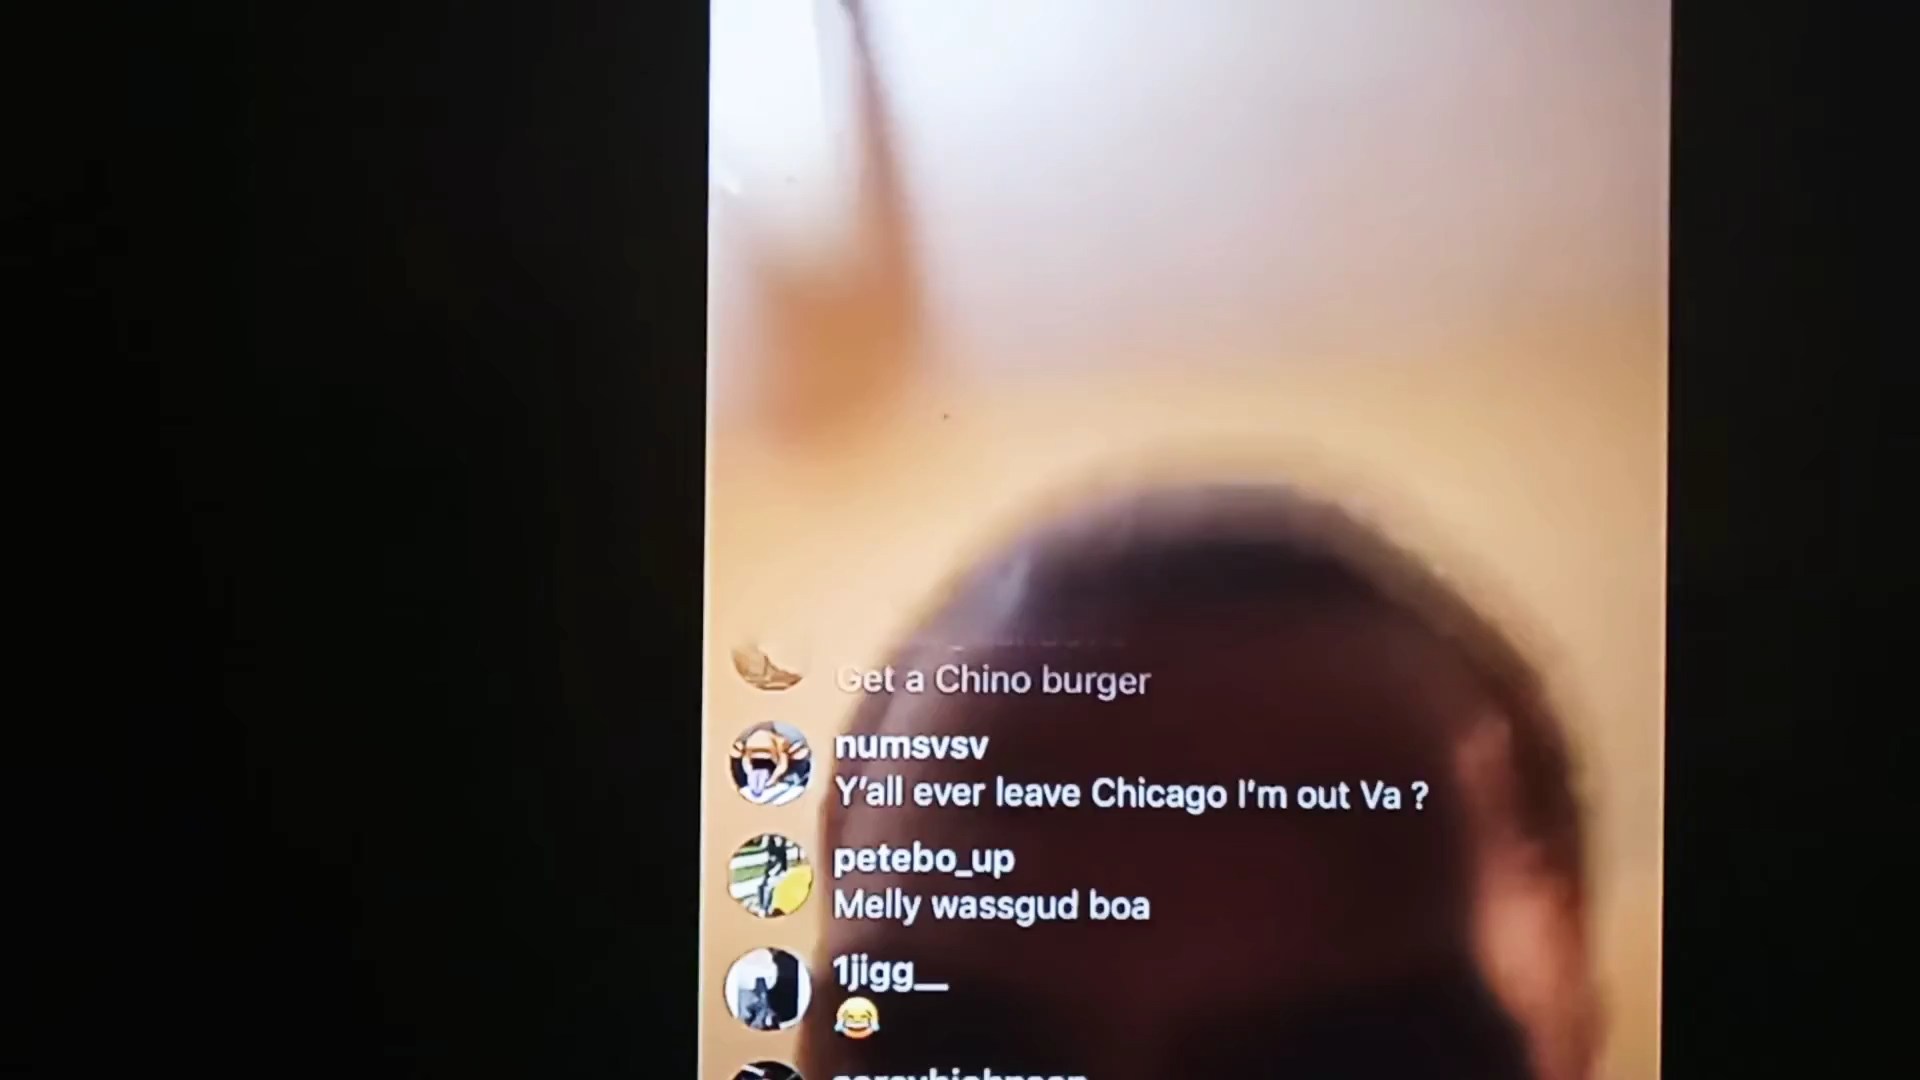 Get a Chino burger
numsvsv
Y'all ever leave Chicago I'm out Va ?
petebo_up
Melly wassgud boa
1jigg__
😂